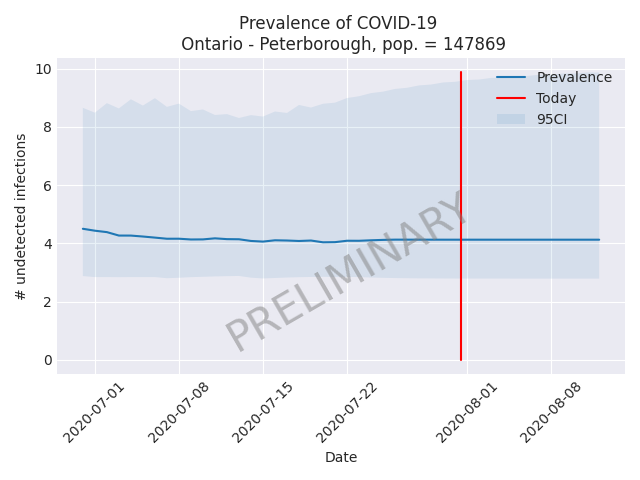 Prevalence of COVID-19
Ontario - Peterborough, pop. = 147869
10
8
6
4
2
0
# undetected infections
Prevalence
Today
95CI
PRELIMINARY
2020-07-01
2020-07-08
2020-07-15
2020-07-22
2020-08-01
2020-08-08
Date